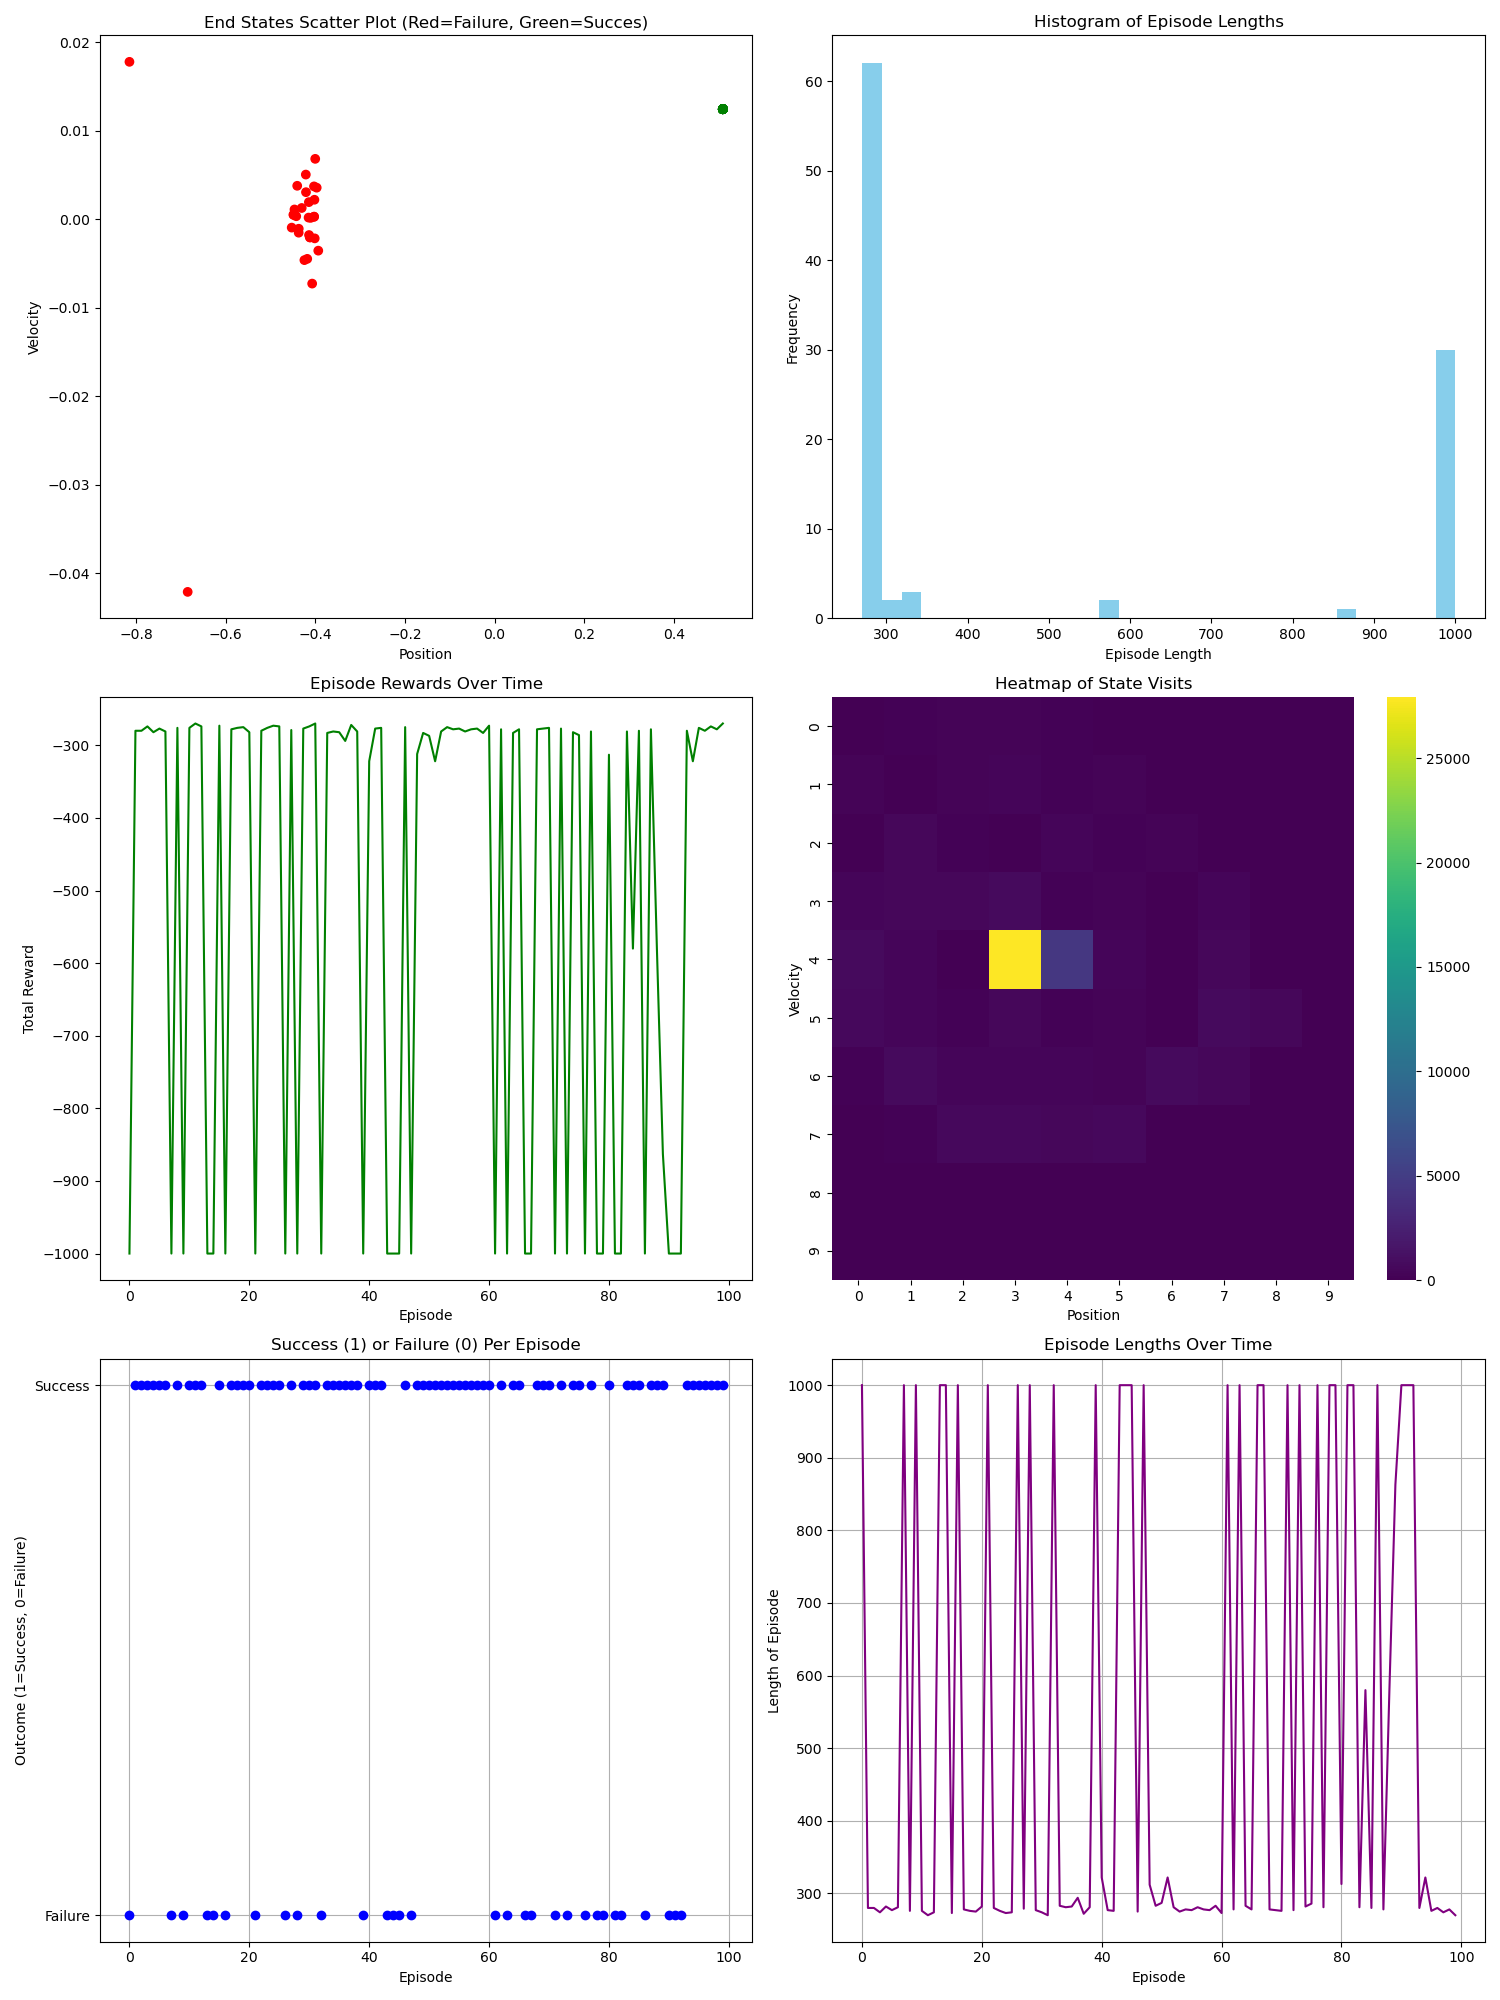 End States Scatter Plot (Red=Failure, Green=Succes)
0.02
0.01
0.00
−0.01
−0.02
−0.03
−0.04
Velocity
−0.8 −0.6 −0.4 −0.2 0.0 0.2 0.4
Position
Histogram of Episode Lengths
60
50
40
30
20
10
0
Frequency
300 400 500 600 700 800 900 1000
Episode Length
Episode Rewards Over Time
−300
−400
−500
−600
−700
−800
−900
−1000
Total Reward
0 20 40 60 80 100
Episode
Heatmap of State Visits
0
1
2
3
4
5
6
7
8
9
Velocity
0 1 2 3 4 5 6 7 8 9
Position
25000
20000
15000
10000
5000
0
Success (1) or Failure (0) Per Episode
Success
Failure
Outcome (1=Success, 0=Failure)
0 20 40 60 80 100
Episode
Episode Lengths Over Time
1000
900
800
700
600
500
400
300
Length of Episode
0 20 40 60 80 100
Episode